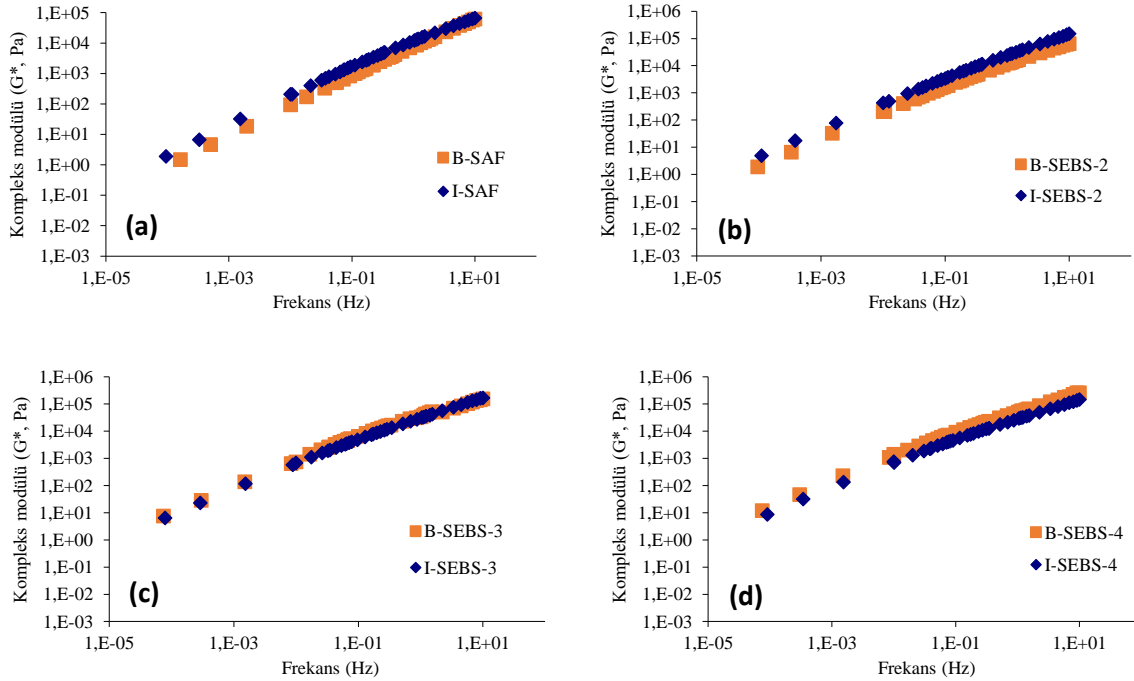 Kompleks modülü (G*, Pa)
1,E+05
1,E+04
1,E+03
1,E+02
1,E+01
1,E+00
1,E-01
1,E-02
1,E-03
1,E-05
1,E-03
1,E-01
1,E+01
Frekans (Hz)
B-SAF
I-SAF
(a)
Kompleks modülü (G*, Pa)
1,E+06
1,E+05
1,E+04
1,E+03
1,E+02
1,E+01
1,E+00
1,E-01
1,E-02
1,E-03
1,E-05
1,E-03
1,E-01
1,E+01
Frekans (Hz)
B-SEBS-2
I-SEBS-2
(b)
Kompleks modülü (G*, Pa)
1,E+06
1,E+05
1,E+04
1,E+03
1,E+02
1,E+01
1,E+00
1,E-01
1,E-02
1,E-03
1,E-05
1,E-03
1,E-01
1,E+01
Frekans (Hz)
B-SEBS-3
I-SEBS-3
(c)
Kompleks modülü (G*, Pa)
1,E+06
1,E+05
1,E+04
1,E+03
1,E+02
1,E+01
1,E+00
1,E-01
1,E-02
1,E-03
1,E-05
1,E-03
1,E-01
1,E+01
Frekans (Hz)
B-SEBS-4
I-SEBS-4
(d)